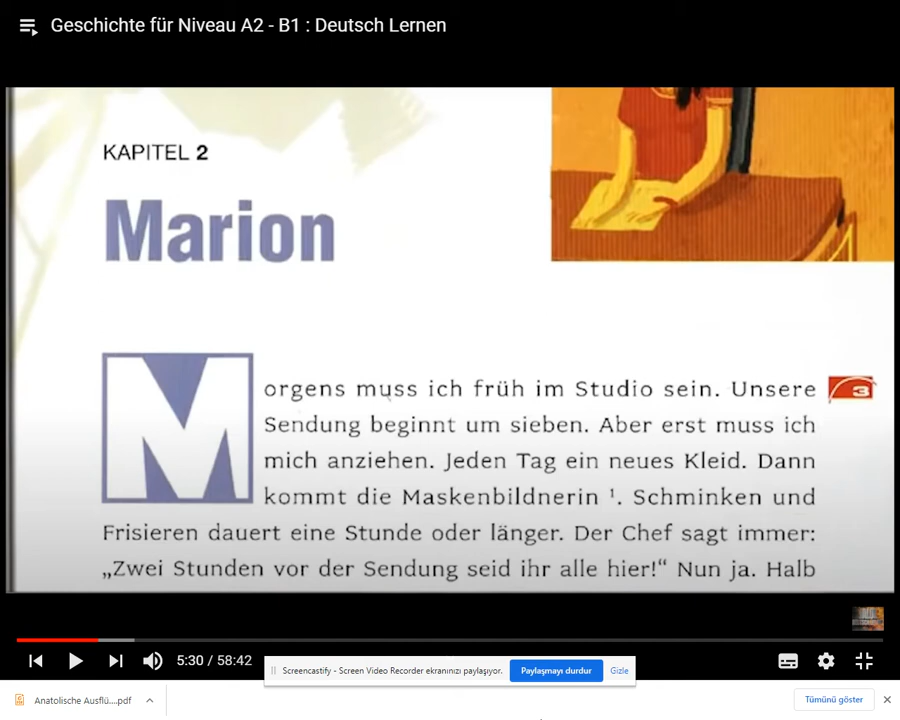 Geschichte für Niveau A2 - B1 : Deutsch Lernen
KAPITEL 2
Marion
Morgens muss ich früh im Studio sein. Unsere
3
Sendung beginnt um sieben. Aber erst muss ich
mich anziehen. Jeden Tag ein neues Kleid. Dann
kommt die Maskenbildnerin ¹. Schminken und
Frisieren dauert eine Stunde oder länger. Der Chef sagt immer:
„Zwei Stunden vor der Sendung seid ihr alle hier!“ Nun ja. Halb
5:30 / 58:42
Screencastify - Screen Video Recorder ekranınızı paylaşıyor.
Paylaşmayı durdur
Gizle
Anatolische Ausflü....pdf
Tümünü göster